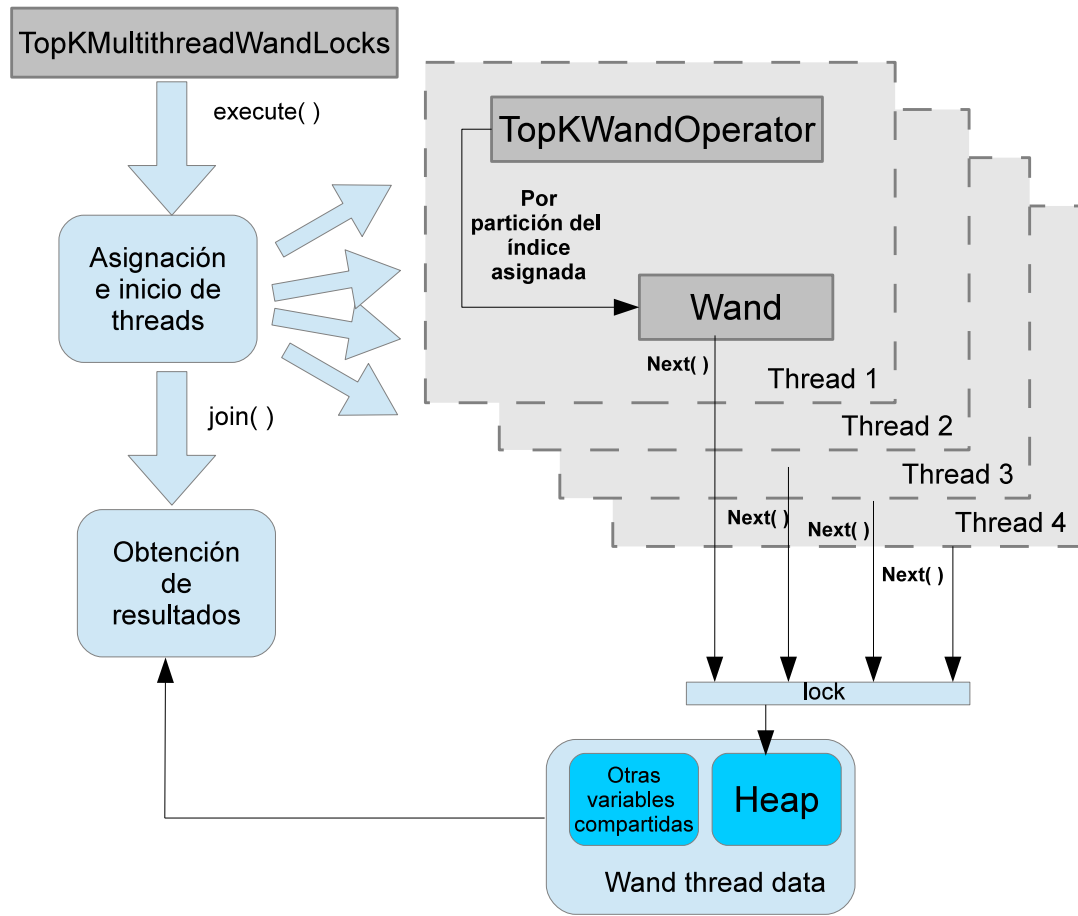 TopKMultithreadWandLocks
execute( )
Asignación
e inicio de
threads
join( )
Obtención
de
resultados
TopKWandOperator
Por
partición del
índice
asignada
Wand
Next( )
Thread 1
Thread 2
Thread 3
Thread 4
Next( )
Next( )
Next( )
lock
Otras
variables
compartidas
Heap
Wand thread data